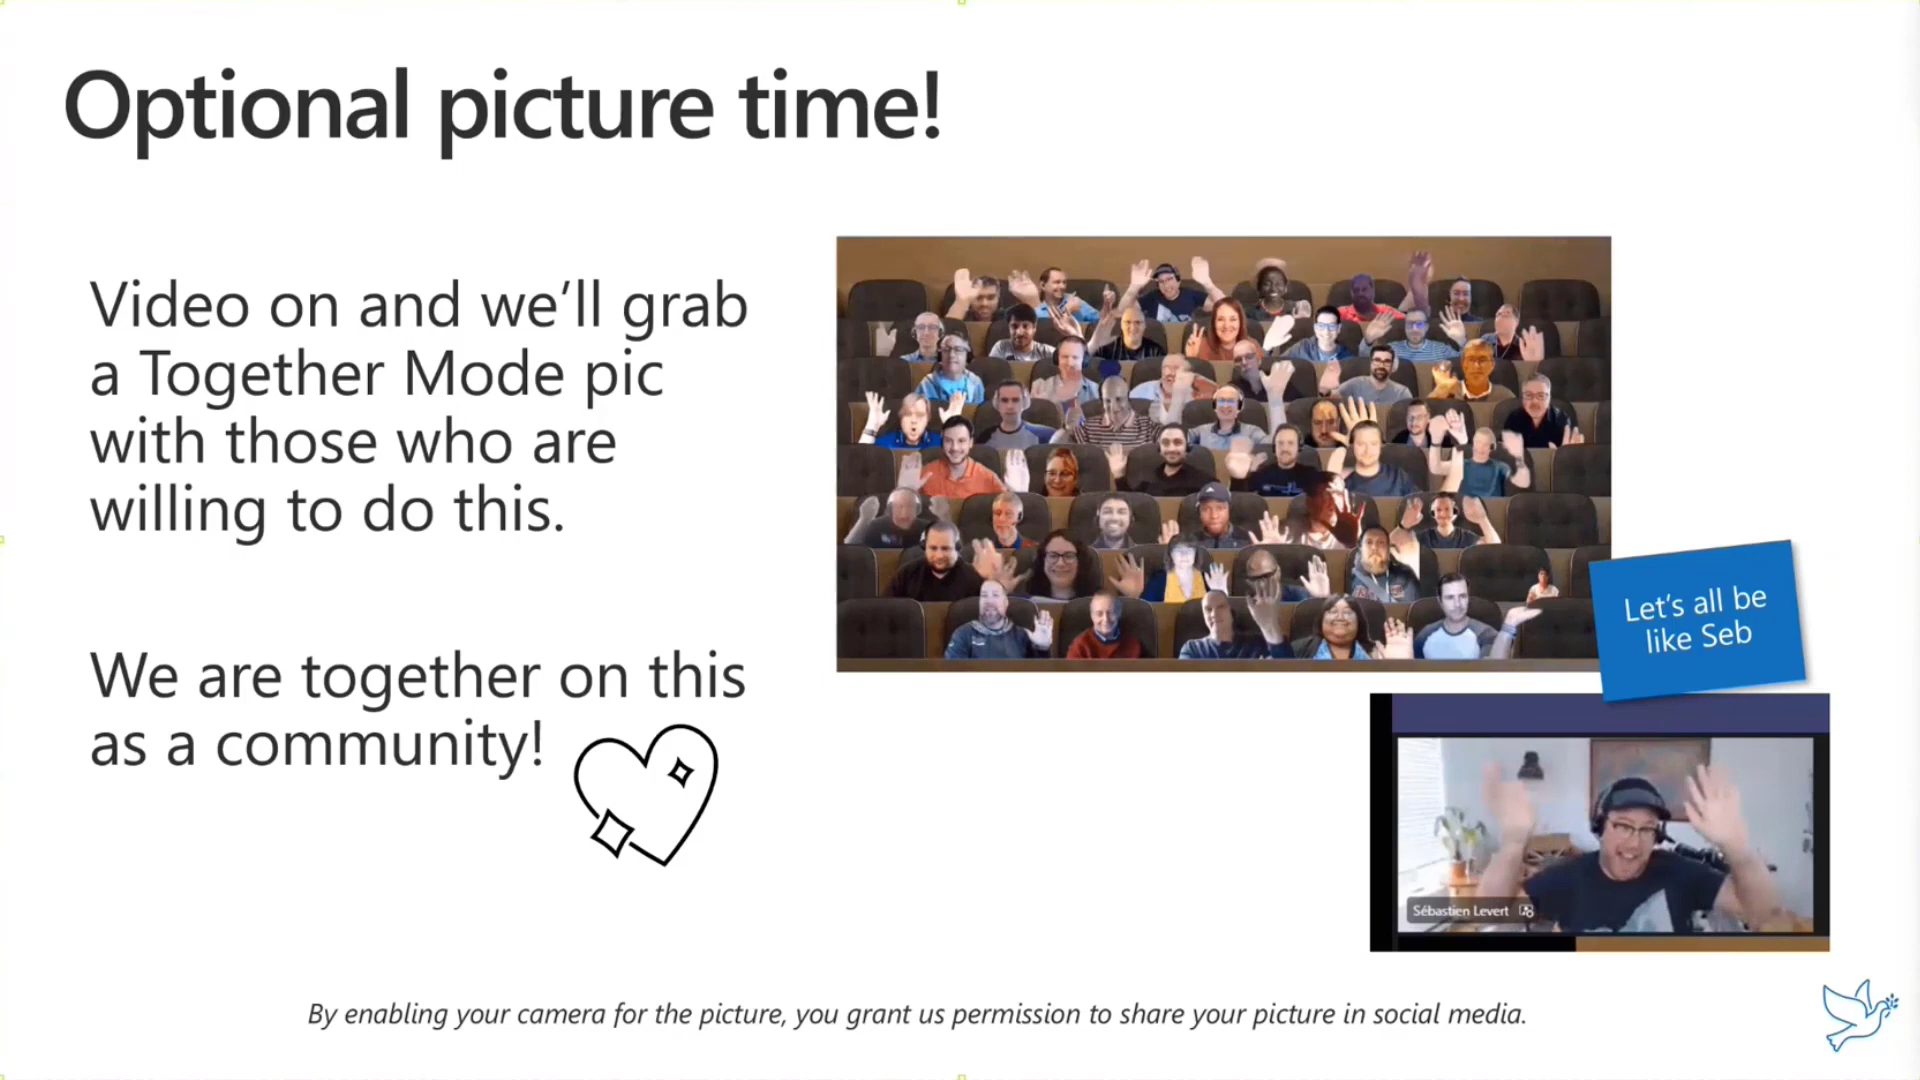 Optional picture time!
Video on and we’ll grab
a Together Mode pic
with those who are
willing to do this.
We are together on this
as a community!
Let’s all be
like Seb
Sébastien Levert
By enabling your camera for the picture, you grant us permission to share your picture in social media.